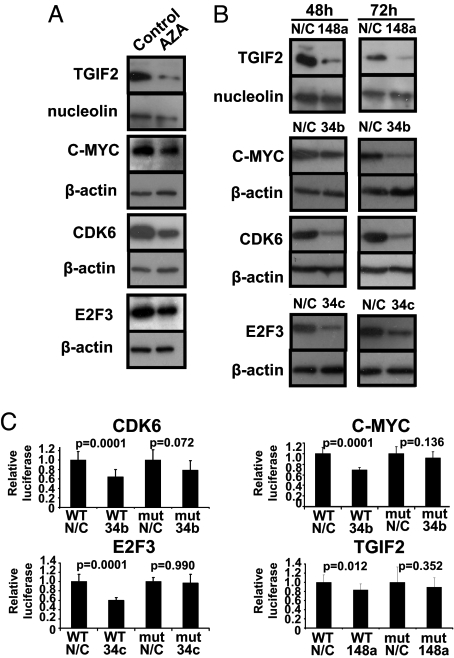 A
Control AZA
TGIF2
nucleolin
C-MYC
β-actin
CDK6
β-actin
E2F3
β-actin
B
48h 72h
N/C 148a N/C 148a
TGIF2
nucleolin
N/C 34b N/C 34b
C-MYC
β-actin
CDK6
β-actin
N/C 34c N/C 34c
E2F3
β-actin
C
CDK6
Relative luciferase
1.4
1.2
1.0
0.8
0.6
0.4
0.2
0
p=0.0001 p=0.072
WT N/C WT 34b mut N/C mut 34b
C-MYC
Relative luciferase
1.2
1.0
0.8
0.6
0.4
0.2
0
p=0.0001 p=0.136
WT N/C WT 34b mut N/C mut 34b
E2F3
Relative luciferase
1.4
1.2
1.0
0.8
0.6
0.4
0.2
0
p=0.0001 p=0.990
WT N/C WT 34c mut N/C mut 34c
TGIF2
Relative luciferase
1.4
1.2
1.0
0.8
0.6
0.4
0.2
0
p=0.012 p=0.352
WT N/C WT 148a mut N/C mut 148a